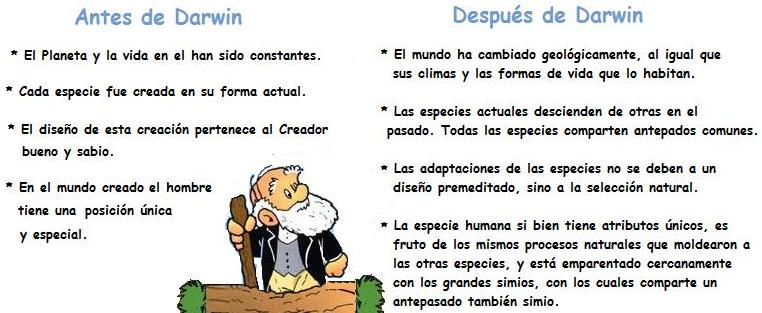 Antes de Darwin
* El Planeta y la vida en el han sido constantes.
* Cada especie fue creada en su forma actual.
* El diseño de esta creación pertenece al Creador
bueno y sabio.
* En el mundo creado el hombre
tiene una posición única
y especial.
Después de Darwin
* El mundo ha cambiado geológicamente, al igual que
sus climas y las formas de vida que lo habitan.
* Las especies actuales descienden de otras en el
pasado. Todas las especies comparten antepados comunes.
* Las adaptaciones de las especies no se deben a un
diseño premeditado, sino a la selección natural.
* La especie humana si bien tiene atributos únicos, es
fruto de los mismos procesos naturales que moldearon a
las otras especies, y está emparentado cercanamente
con los grandes simios, con los cuales comparte un
antepasado también simio.